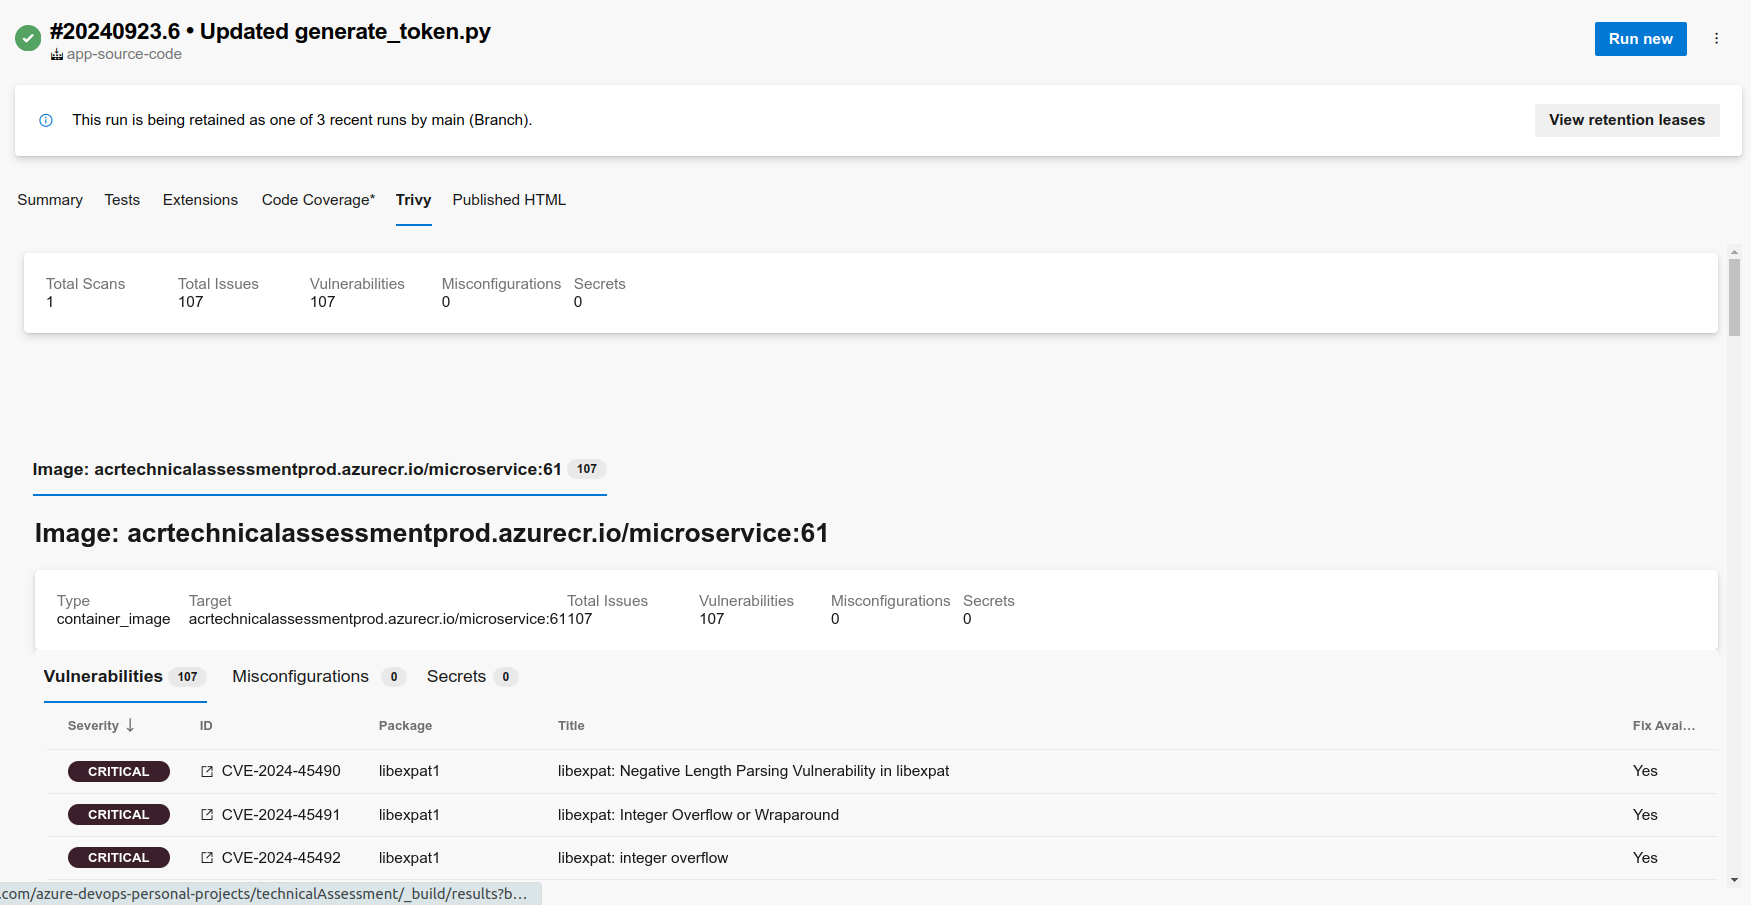 #20240923.6 • Updated generate_token.py
app-source-code
Run new
This run is being retained as one of 3 recent runs by main (Branch).
View retention leases
Summary Tests Extensions Code Coverage* Trivy Published HTML
Total Scans Total Issues Vulnerabilities Misconfigurations Secrets
1 107 107 0 0
Image: acrtechnicalassessmentprod.azurecr.io/microservice:61 107
Image: acrtechnicalassessmentprod.azurecr.io/microservice:61
Type Target Total Issues Vulnerabilities Misconfigurations Secrets
container_image acrtechnicalassessmentprod.azurecr.io/microservice:61 107 107 0 0
Vulnerabilities 107 Misconfigurations 0 Secrets 0
Severity ID Package Title Fix Avai...
CRITICAL CVE-2024-45490 libexpat1 libexpat: Negative Length Parsing Vulnerability in libexpat Yes
CRITICAL CVE-2024-45491 libexpat1 libexpat: Integer Overflow or Wraparound Yes
CRITICAL CVE-2024-45492 libexpat1 libexpat: integer overflow Yes
.com/azure-devops-personal-projects/technicalAssessment/_build/results?b...